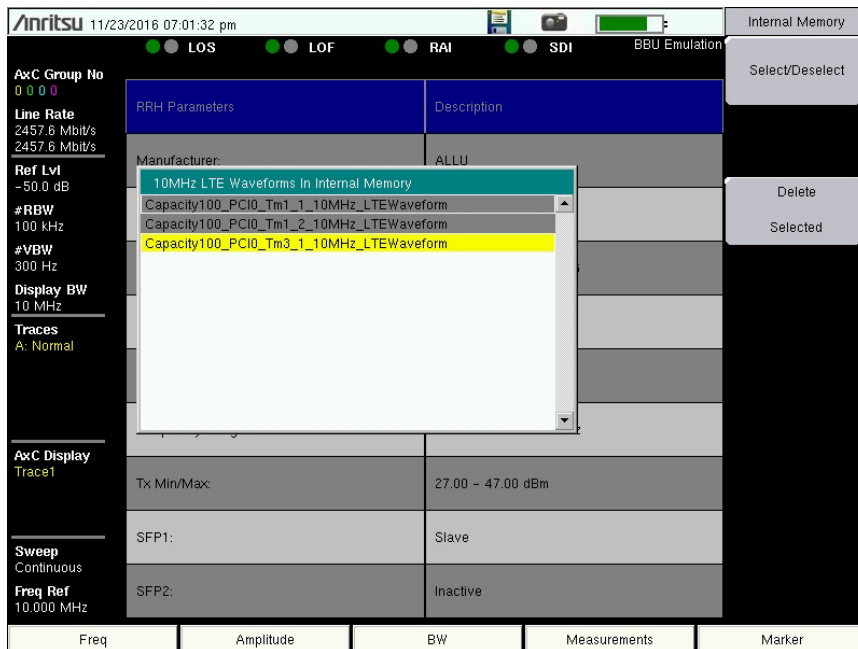 Anritsu 11/23/2016 07:01:32 pm
Internal Memory
LOS LOF RAI SDI BBU Emulation
Select/Deselect
Delete
Selected
AxC Group No
0 0 0 0
Line Rate
2457.6 Mbit/s
2457.6 Mbit/s
Ref Lvl
-50.0 dB
#RBW
100 kHz
#VBW
300 Hz
Display BW
10 MHz
Traces
A: Normal
AxC Display
Trace1
Sweep
Continuous
Freq Ref
10.000 MHz
RRH Parameters Description
Manufacturer: ALLU
10MHz LTE Waveforms In Internal Memory
Capacity100_PCI0_Tm1_1_10MHz_LTEWaveform
Capacity100_PCI0_Tm1_2_10MHz_LTEWaveform
Capacity100_PCI0_Tm3_1_10MHz_LTEWaveform
Tx Min/Max: 27.00 - 47.00 dBm
SFP1: Slave
SFP2: Inactive
Freq Amplitude BW Measurements Marker